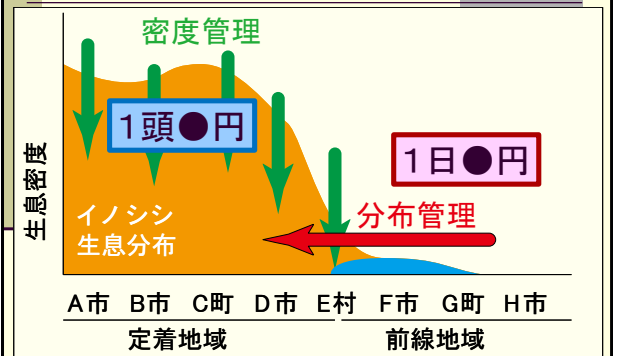 密度管理
1頭●円
1日●円
生息密度
イノシシ
生息分布
分布管理
A市 B市 C町 D市 E村 F市 G町 H市
定着地域 前線地域